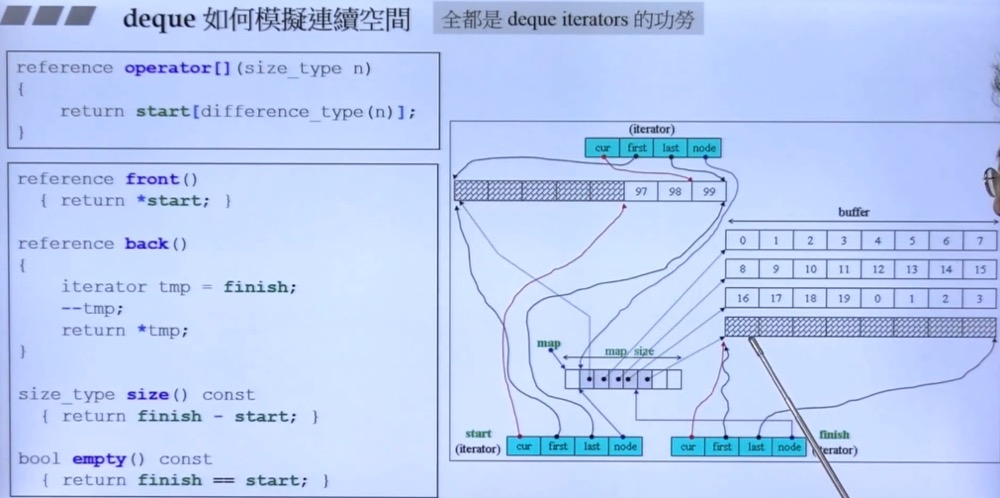 deque 如何模擬連續空間
全都是 deque iterators 的功勞
reference operator[](size_type n)
{
return start[difference_type(n)];
}
reference front()
{ return *start; }
reference back()
{
iterator tmp = finish;
--tmp;
return *tmp;
}
size_type size() const
{ return finish - start; }
bool empty() const
{ return finish == start; }
(iterator)
cur first last node
97 98 99
buffer
0 1 2 3 4 5 6 7
8 9 10 11 12 13 14 15
16 17 18 19 0 1 2 3
map
map size
start
(iterator)
cur first last node
cur first last node
finish